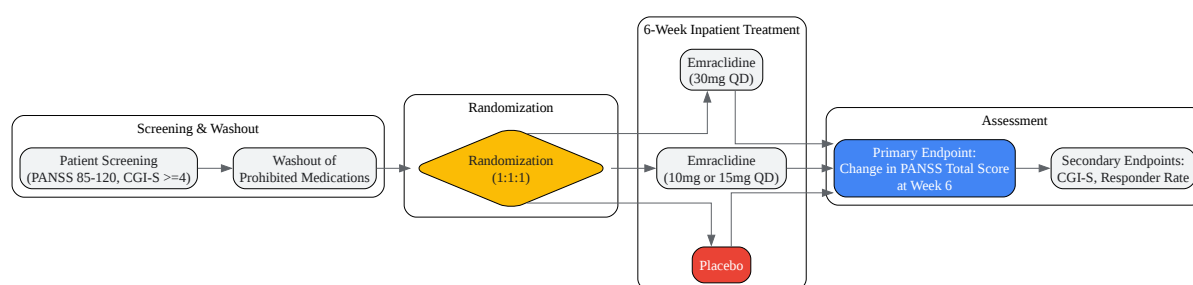 Screening & Washout
Patient Screening
(PANSS 85-120, CGI-S >=4)
Washout of
Prohibited Medications
Randomization
Randomization
(1:1:1)
6-Week Inpatient Treatment
Emraclidine
(30mg QD)
Emraclidine
(10mg or 15mg QD)
Placebo
Assessment
Primary Endpoint:
Change in PANSS Total Score
at Week 6
Secondary Endpoints:
CGI-S, Responder Rate